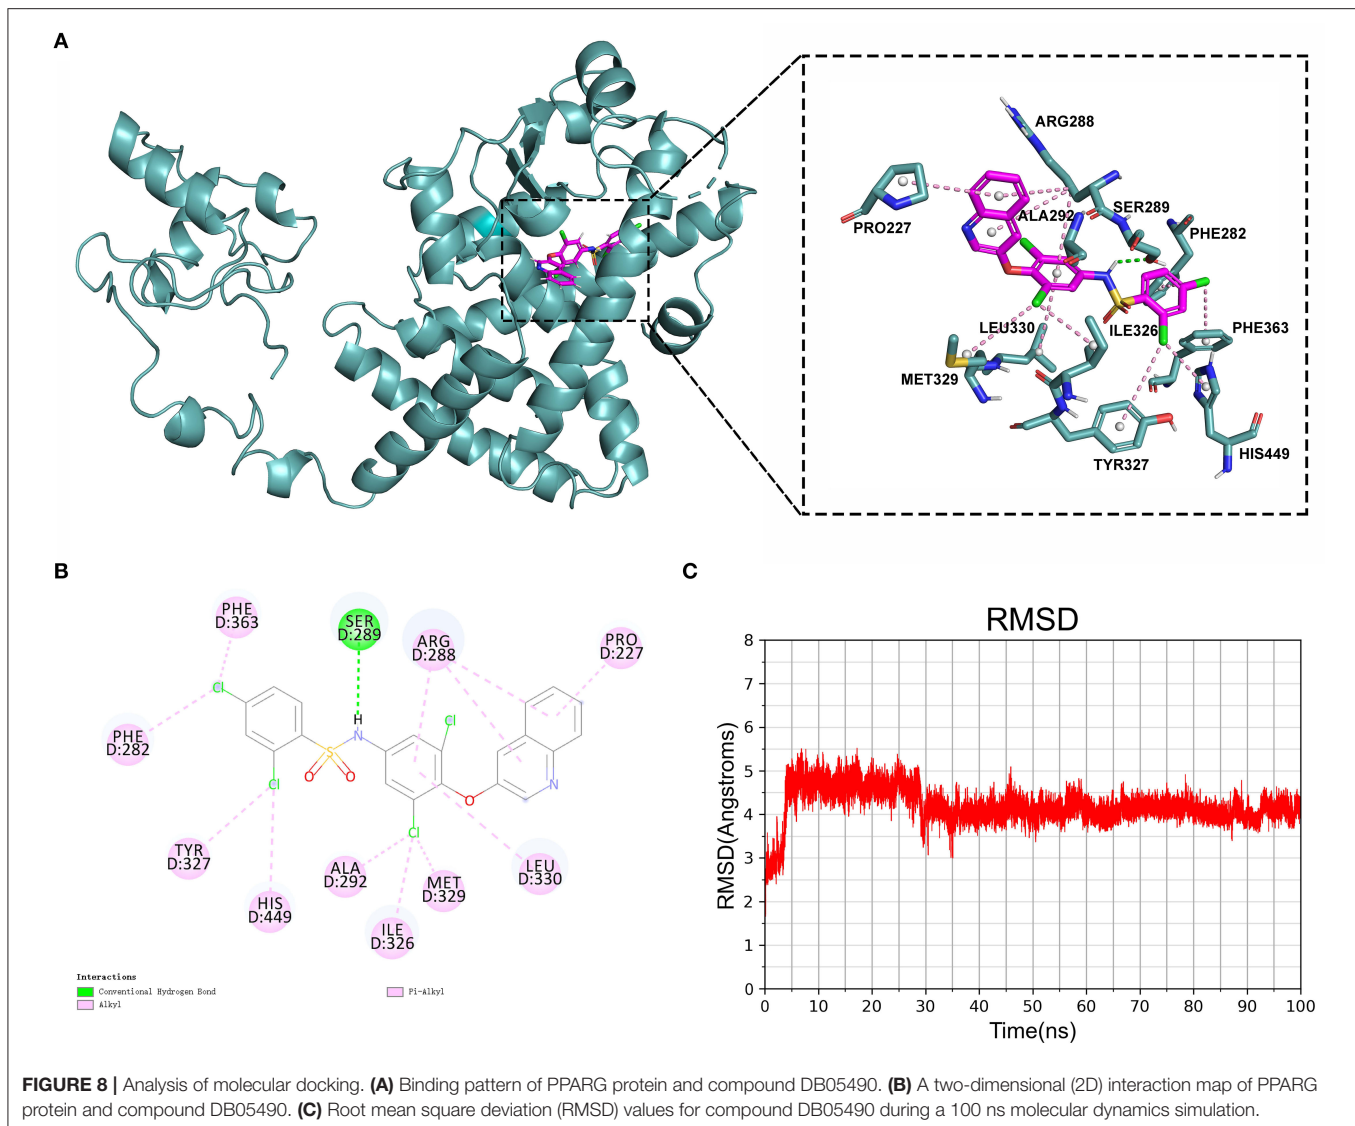 A
ARG288
PRO227
ALA292
SER289
PHE282
LEU330
ILE326
PHE363
MET329
TYR327
HIS449
B
PHE
D:363
SER
D:289
ARG
D:288
PRO
D:227
PHE
D:282
Cl
H
N
Cl
S
O
O
N
O
Cl
Cl
TYR
D:327
HIS
D:449
ALA
D:292
ILE
D:326
MET
D:329
LEU
D:330
Interactions
Conventional Hydrogen Bond
Alkyl
Pi-Alkyl
C
RMSD
RMSD(Angstroms)
8
7
6
5
4
3
2
1
0
0 10 20 30 40 50 60 70 80 90 100
Time(ns)
FIGURE 8 | Analysis of molecular docking. (A) Binding pattern of PPARG protein and compound DB05490. (B) A two-dimensional (2D) interaction map of PPARG
protein and compound DB05490. (C) Root mean square deviation (RMSD) values for compound DB05490 during a 100 ns molecular dynamics simulation.